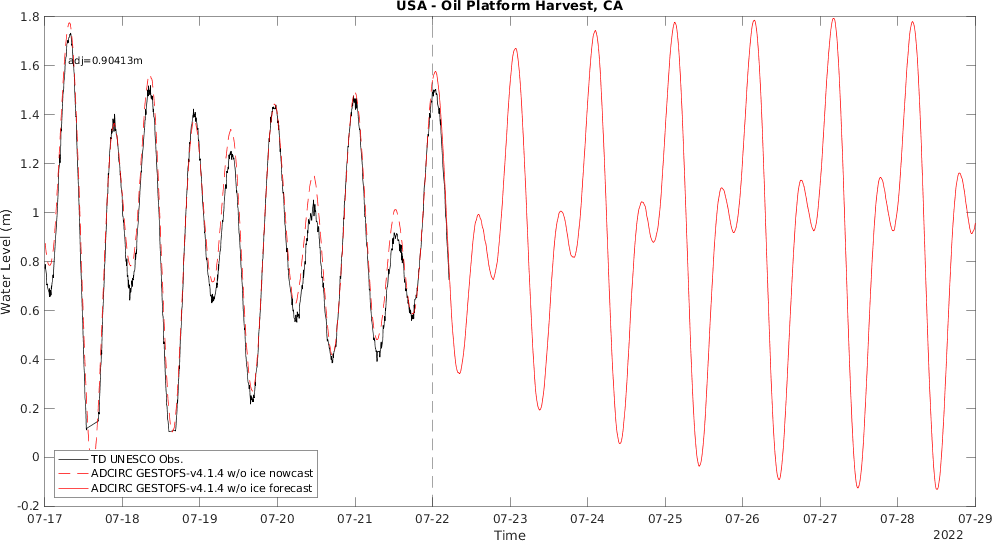 USA - Oil Platform Harvest, CA
1.8
adj=0.90413m
1.6
1.4
1.2
1
0.8
0.6
0.4
0.2
0
-0.2
Water Level (m)
TD UNESCO Obs.
ADCIRC GESTOFS-v4.1.4 w/o ice nowcast
ADCIRC GESTOFS-v4.1.4 w/o ice forecast
07-17 07-18 07-19 07-20 07-21 07-22 07-23 07-24 07-25 07-26 07-27 07-28 07-29
Time
2022